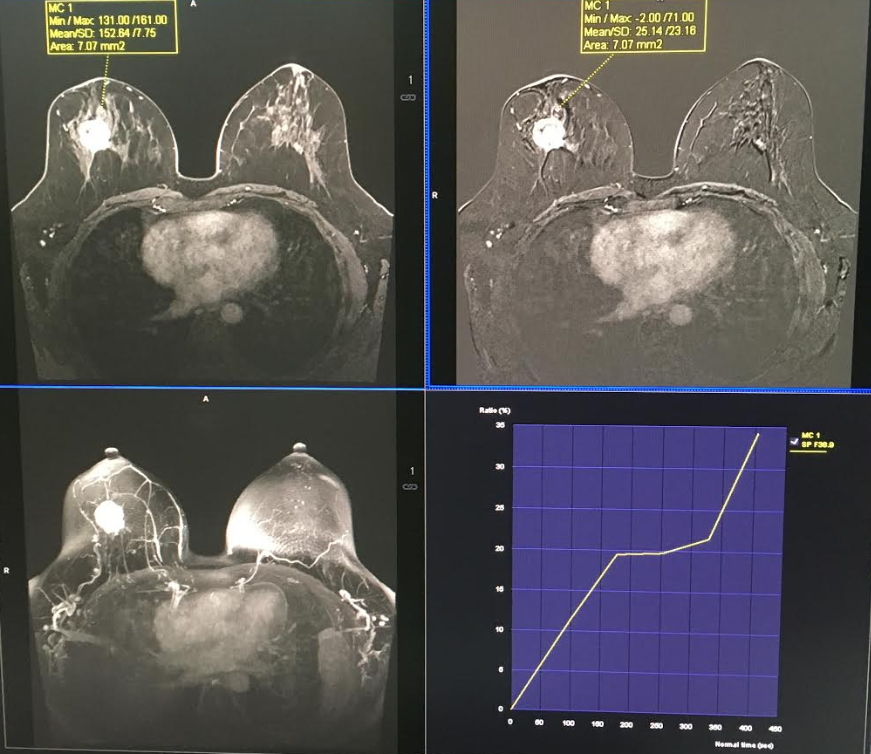 MC 1
Min / Max: 131.00 /161.00
Mean/SD: 152.64 /7.75
Area: 7.07 mm2
A
1
MC 1
Min / Max: -2.00 /71.00
Mean/SD: 25.14 /23.16
Area: 7.07 mm2
R
A
1
R
Ratio (%)
35
30
25
20
15
10
5
0
0
50
100
150
200
250
300
350
400
450
Normal time (sec)
MC 1